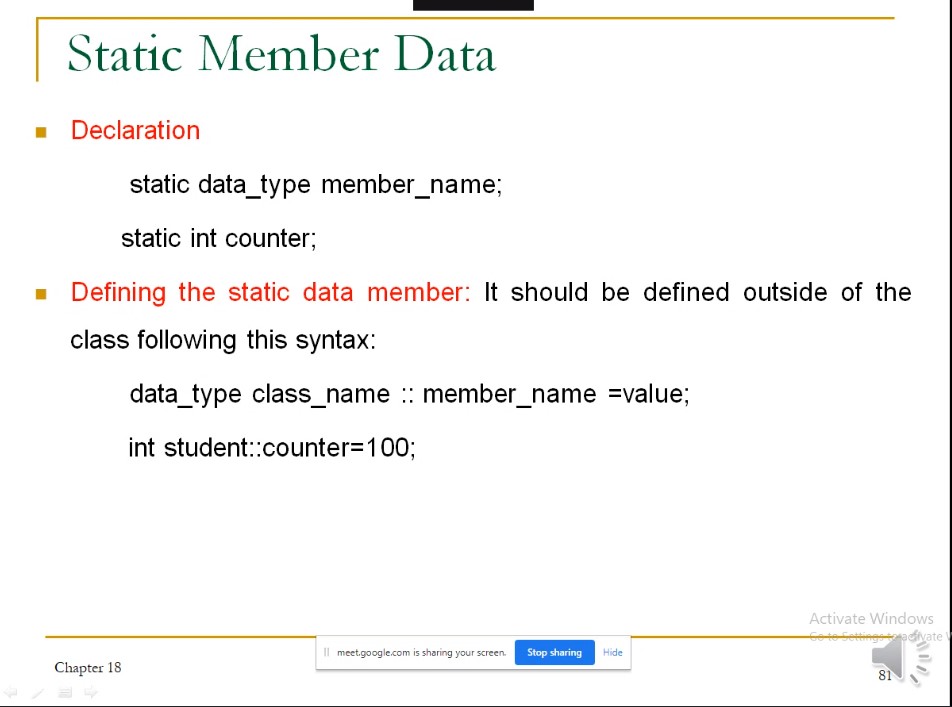 Static Member Data
Declaration
static data_type member_name;
static int counter;
Defining the static data member: It should be defined outside of the
class following this syntax:
data_type class_name :: member_name =value;
int student::counter=100;
Activate Windows
Go to Settings to activate
meet.google.com is sharing your screen. Stop sharing Hide
Chapter 18
81